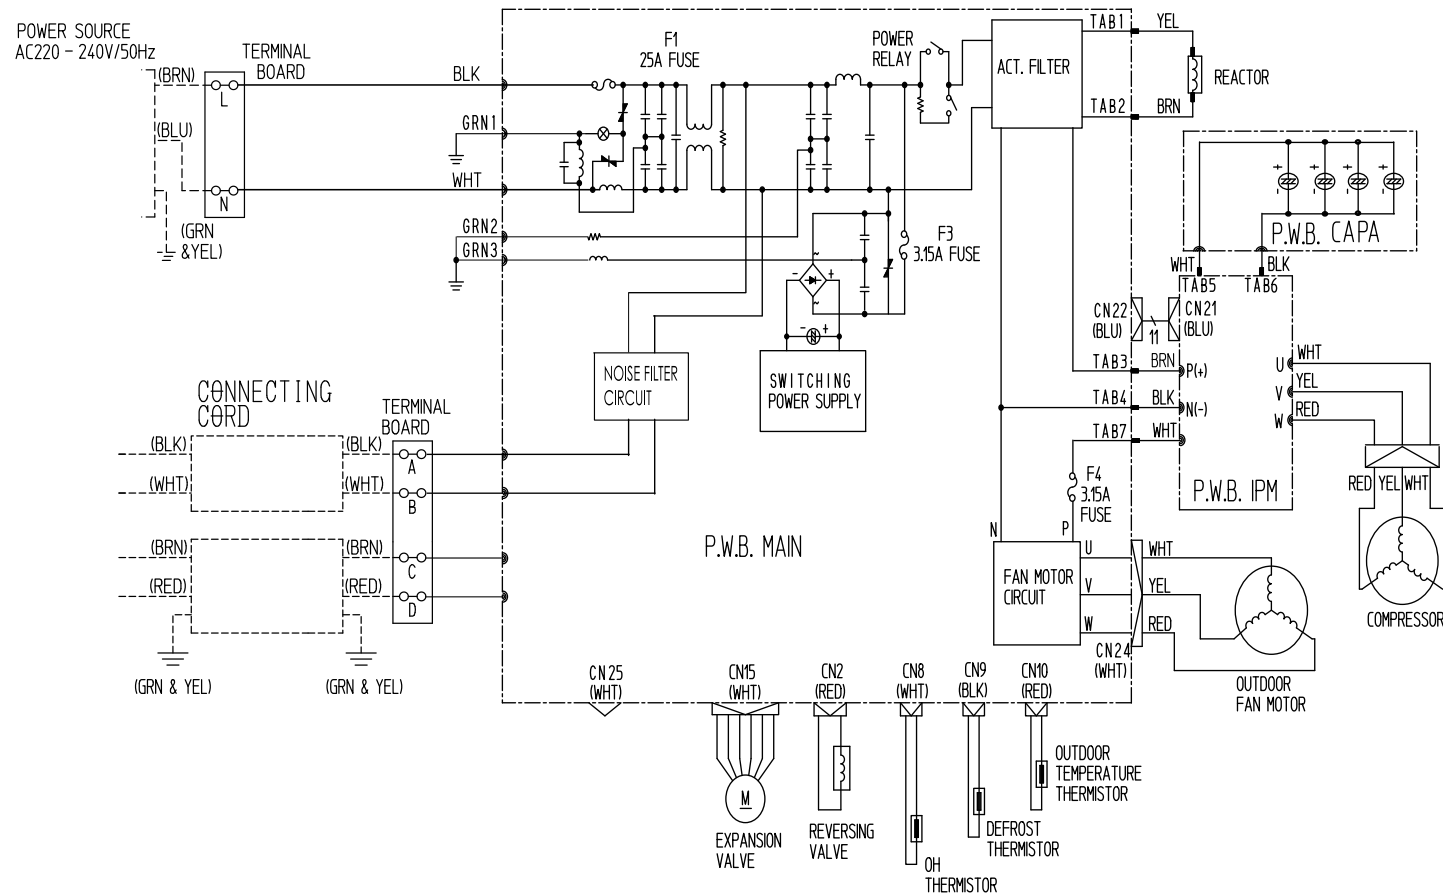 POWER SOURCE
AC220 - 240V/50Hz
TERMINAL
BOARD
(BRN)
L
(BLU)
N
(GRN
&YEL)
BLK
GRN1
WHT
GRN2
GRN3
F1
25A FUSE
POWER
RELAY
ACT. FILTER
TAB1
YEL
REACTOR
TAB2
BRN
P.W.B. CAPA
WHT
BLK
TAB5
TAB6
F3
3.15A FUSE
CN22
(BLU)
11
CN21
(BLU)
TAB3
BRN
P(+)
TAB4
BLK
N(-)
TAB7
WHT
U
WHT
V
YEL
W
RED
P.W.B. IPM
RED
YEL
WHT
COMPRESSOR
NOISE FILTER
CIRCUIT
SWITCHING
POWER SUPPLY
-
+
~
~
-
+
CONNECTING
CORD
TERMINAL
BOARD
(BLK)
(BLK)
A
(WHT)
(WHT)
B
(BRN)
(BRN)
C
(RED)
(RED)
D
(GRN & YEL)
(GRN & YEL)
P.W.B. MAIN
F4
3.15A
FUSE
N
P
FAN MOTOR
CIRCUIT
U
WHT
V
YEL
W
RED
CN24
(WHT)
OUTDOOR
FAN MOTOR
CN25
(WHT)
CN15
(WHT)
CN2
(RED)
CN8
(WHT)
CN9
(BLK)
CN10
(RED)
M
EXPANSION
VALVE
REVERSING
VALVE
OH
THERMISTOR
DEFROST
THERMISTOR
OUTDOOR
TEMPERATURE
THERMISTOR